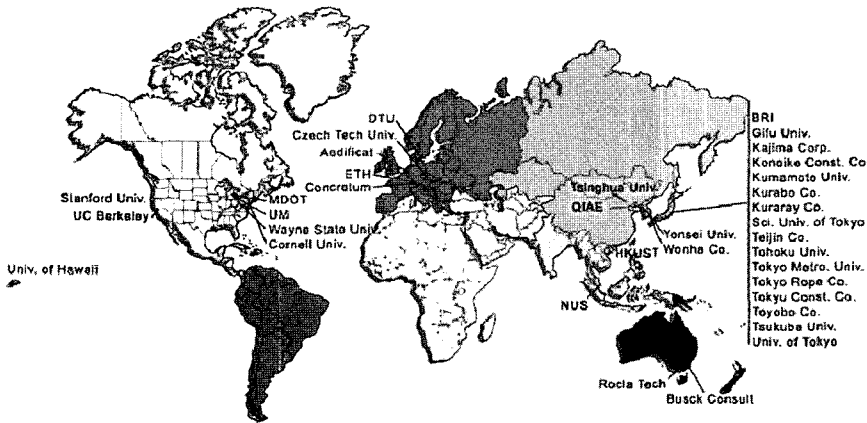 DTU
Czech Tech Univ.
Aedificat
ETH
Concretum
Stanford Univ.
UC Berkeley
MDOT
UM
Wayne State Univ
Cornell Univ.
Univ. of Hawaii
Tsinghua Univ.
QIAE
Yonsei Univ.
Wonha Co.
HKUST
NUS
Rocla Tech
Busck Consult
BRI
Gifu Univ.
Kajima Corp.
Konoike Const. Co
Kumamoto Univ.
Kurabo Co.
Kuraray Co.
Sci. Univ. of Tokyo
Teijin Co.
Tohoku Univ.
Tokyo Metro. Univ.
Tokyo Rope Co.
Tokyu Const. Co.
Toyobo Co.
Tsukuba Univ.
Univ. of Tokyo